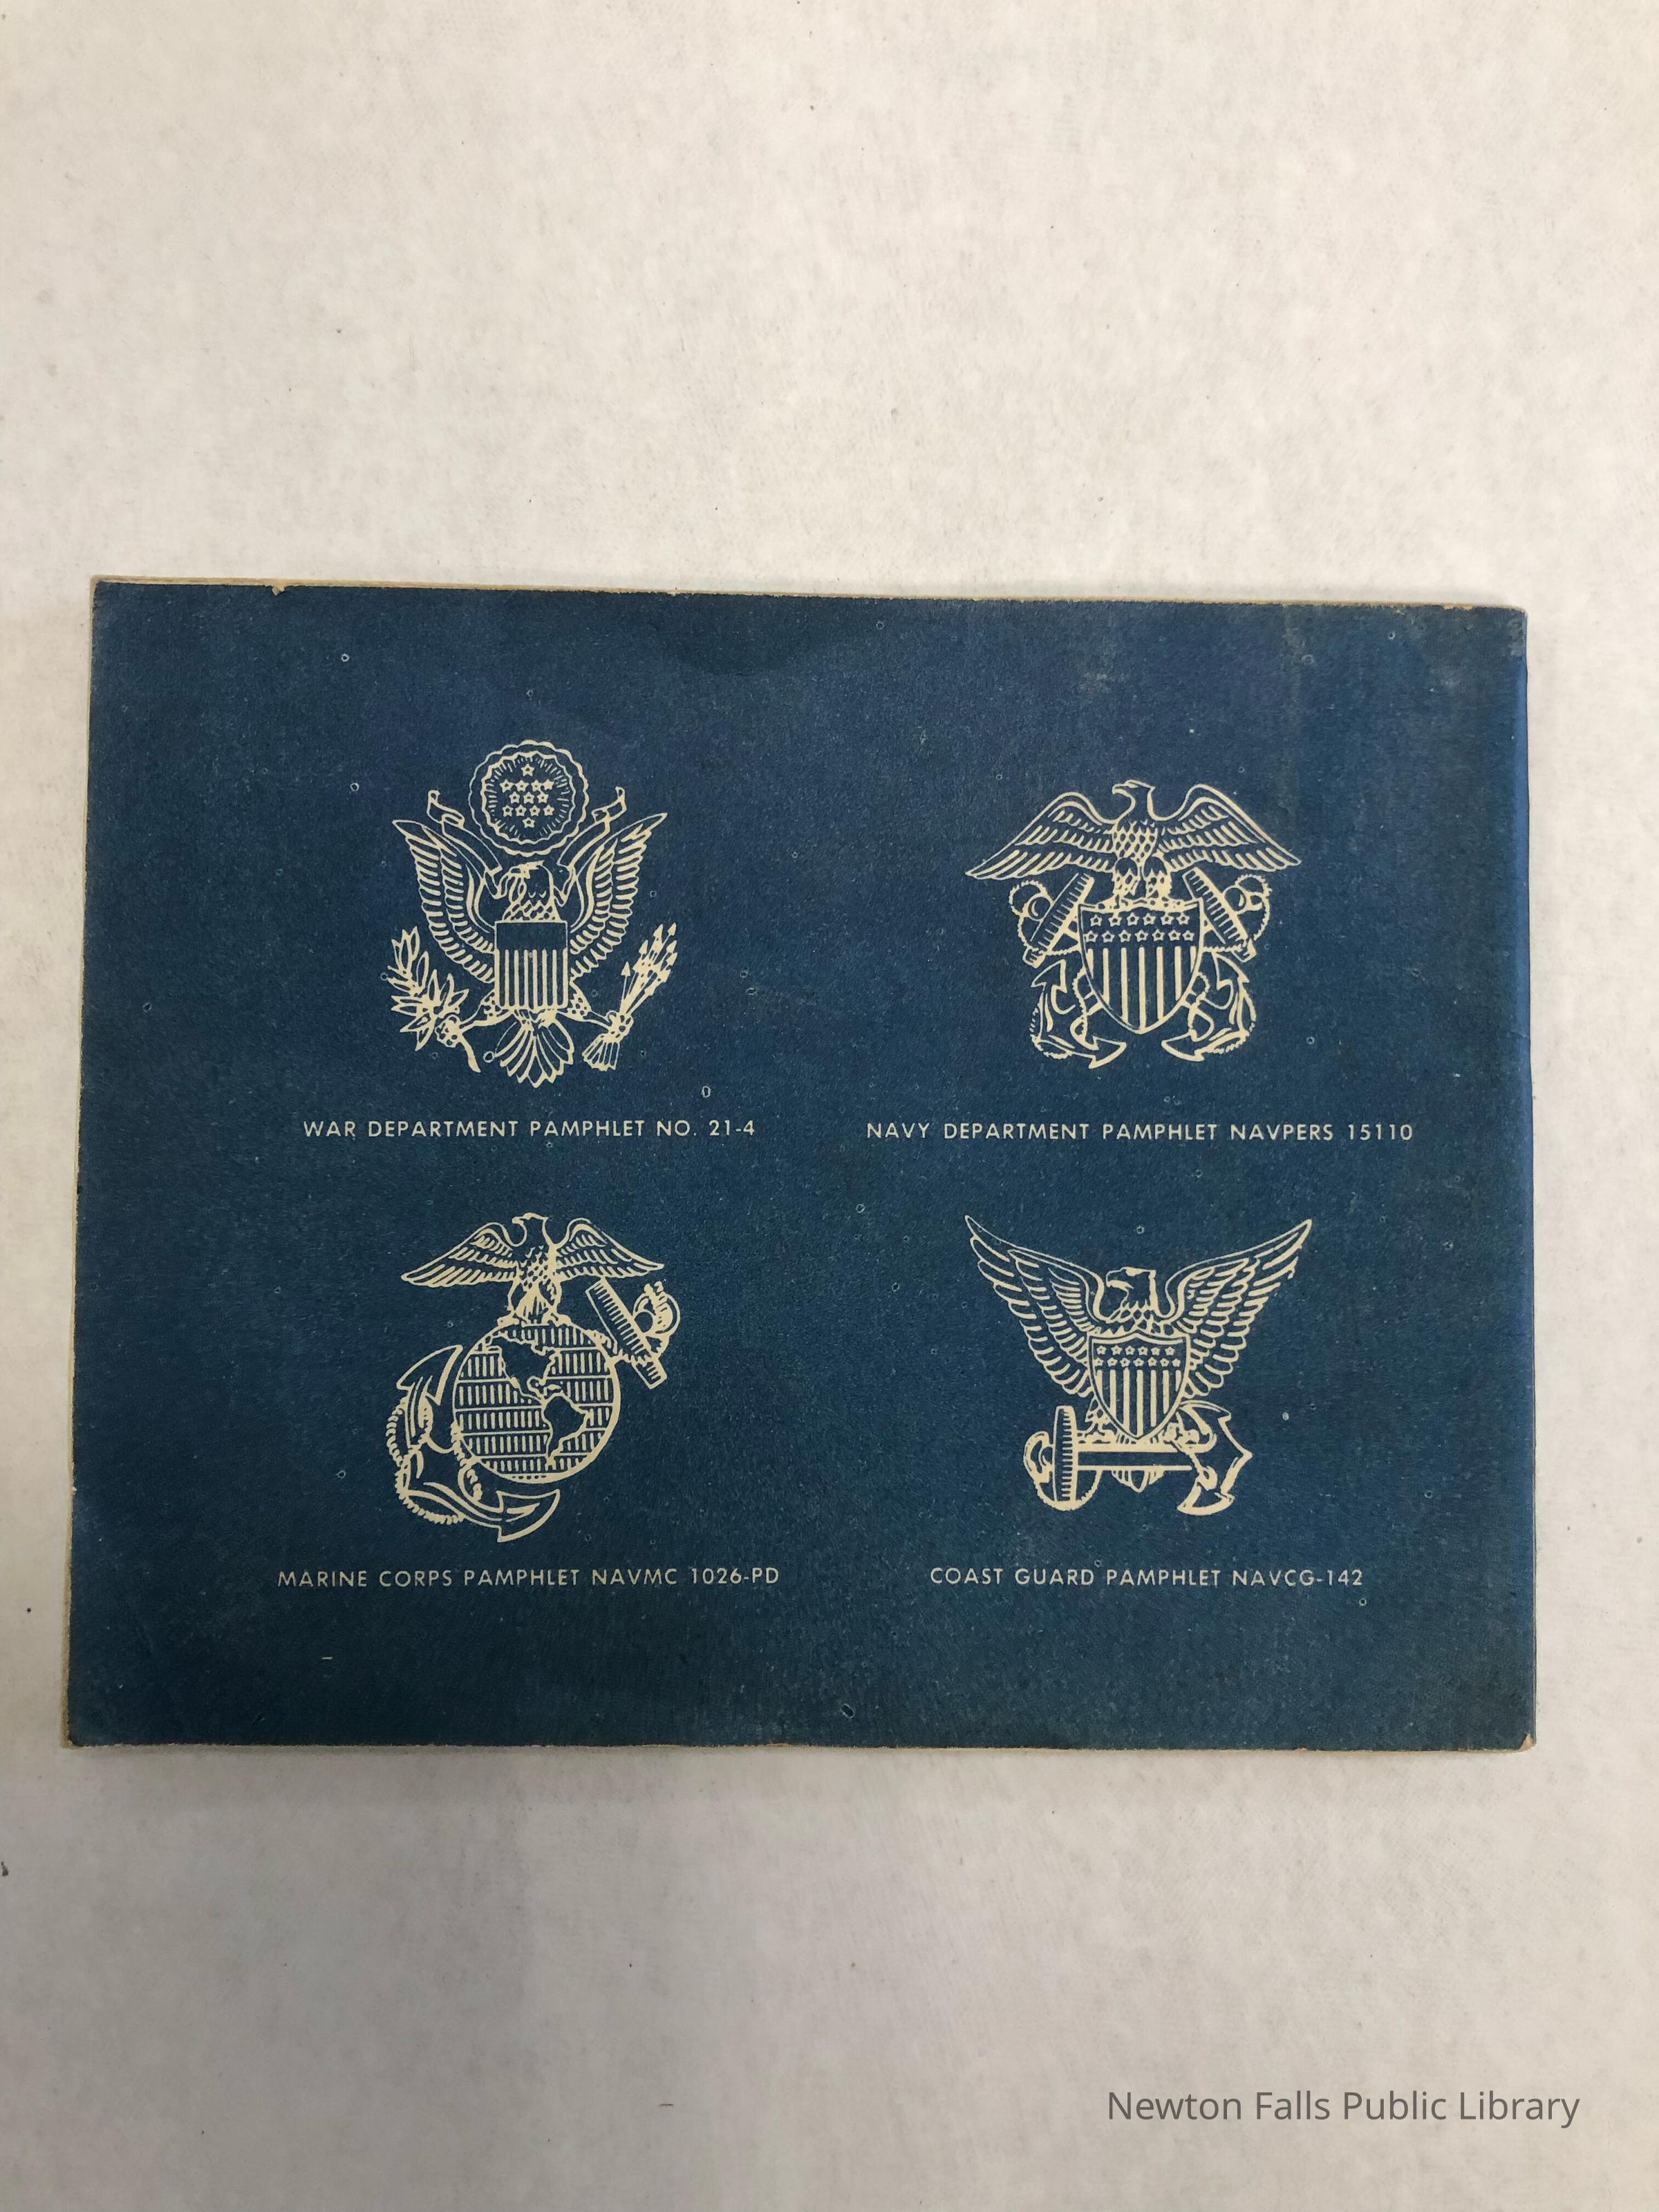 WAR DEPARTMENT PAMPHLET NO. 21-4
NAVY DEPARTMENT PAMPHLET NAVPERS 15110
MARINE CORPS PAMPHLET NAVMC 1026-PD
COAST GUARD PAMPHLET NAVCG-142
Newton Falls Public Library